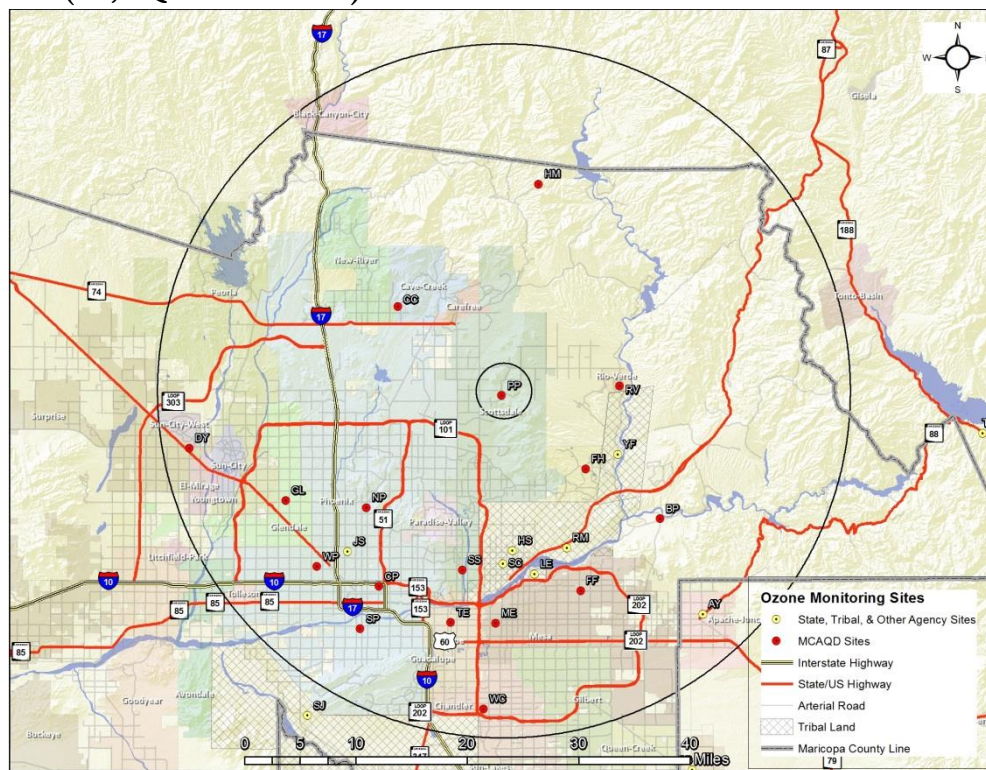 17
87
N
W
S
Gisela
Black-Canyon-City
HM
188
New-River
Peoria
Cave-Creek
Carefree
CC
74
17
Tonto-Basin
PP
Scottsdale
Rio-Verde
RV
LOOP
303
LOOP
101
Surprise
Sun-City-West
DY
Sun-City
El-Mirage
Youngtown
88
YF
FH
GL
NP
Phoenix
Glendale
51
Paradise-Valley
BP
JS
HS
RM
Litchfield-Park
WP
SS
SC
LE
10
10
CP
153
FF
Tolleson
85
85
85
17
153
TE
ME
202
AY
Apache-Junc
SP
60
Mesa
202
85
Guadalupe
10
Avondale
Goodyear
WC
Chandler
Gilbert
202
SJ
Buckeye
Queen-Creek
0
10
20
30
40
Miles
79
Ozone Monitoring Sites
State, Tribal, & Other Agency Sites
MCAQD Sites
Interstate Highway
State/US Highway
Arterial Road
Tribal Land
Maricopa County Line